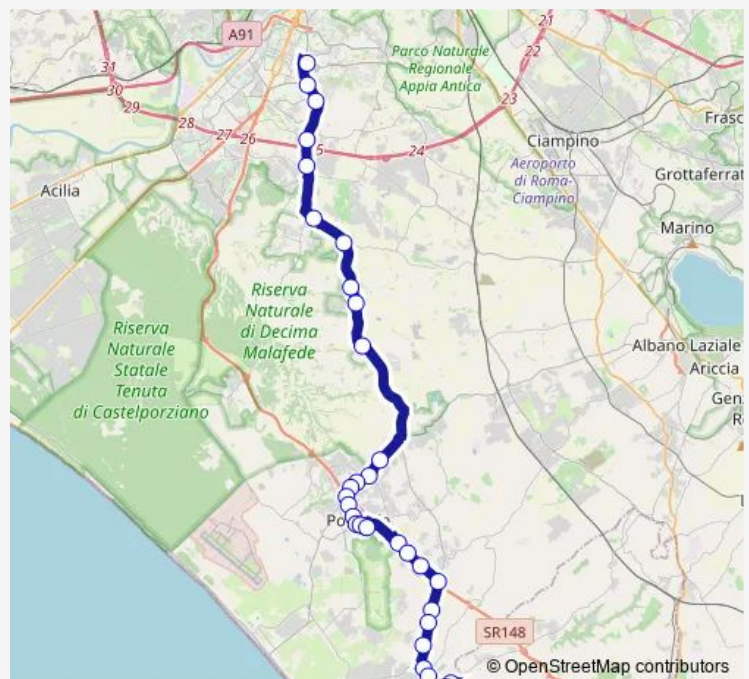 A91
21
22
Parco Naturale
Regionale
Appia Antica
31
30
29
28
27
26
23
5
24
Ciampino
Frasc
Aeroporto
di Roma-
Ciampino
Acilia
Grottaferrat
Marino
Riserva
Naturale
di Decima
Malafede
Riserva
Naturale
Statale
Tenuta
di Castelporziano
Albano Laziale
Ariccia
Gen
SR148
© OpenStreetMap contributors